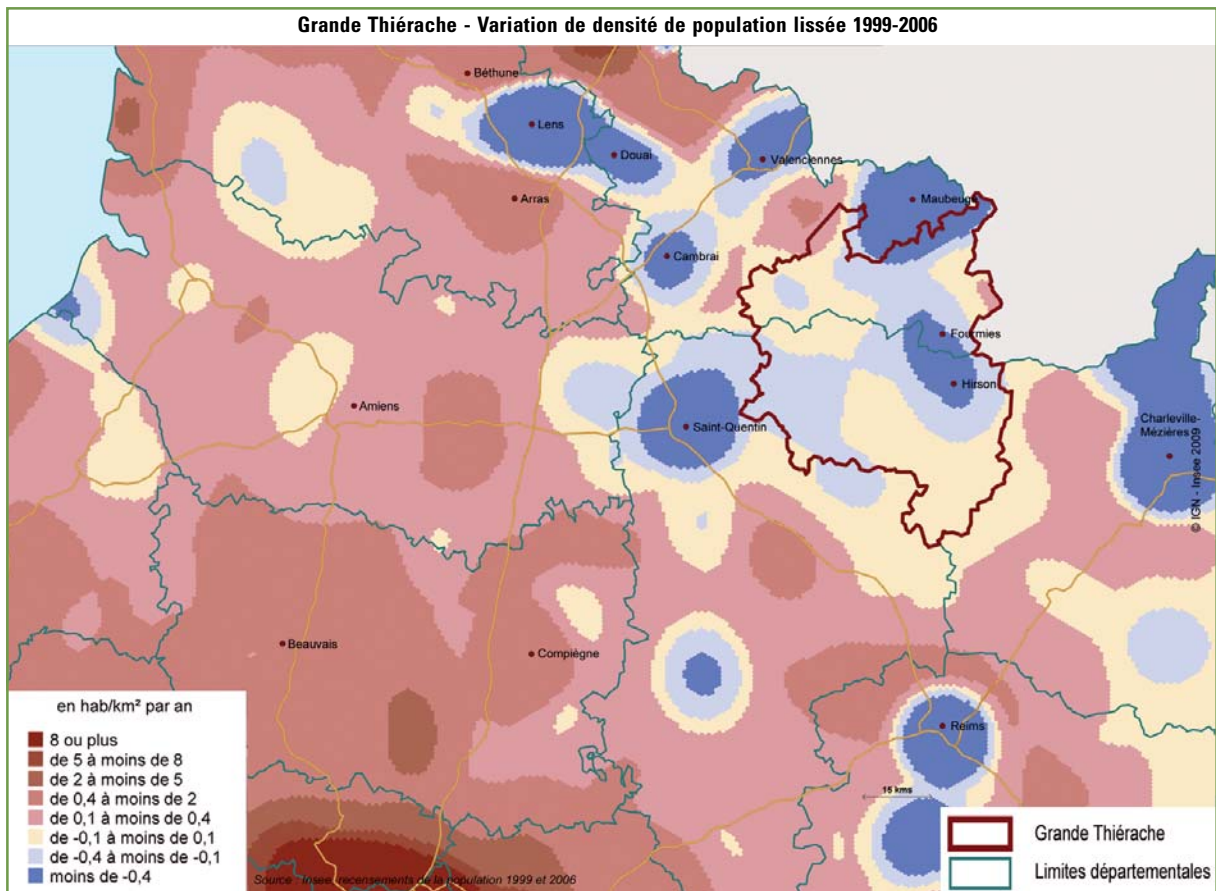 Grande Thiérache - Variation de densité de population lissée 1999-2006
Béthune
Lens
Douai
Valenciennes
Arras
Maubeuge
Cambrai
Fourmies
Hirson
Amiens
Saint-Quentin
Charleville-
Mézières
© IGN - Insee 2009
Beauvais
Compiègne
Reims
15 kms
en hab/km² par an
8 ou plus
de 5 à moins de 8
de 2 à moins de 5
de 0,4 à moins de 2
de 0,1 à moins de 0,4
de -0,1 à moins de 0,1
de -0,4 à moins de -0,1
moins de -0,4
Source : Insee, recensements de la population 1999 et 2006
Grande Thiérache
Limites départementales